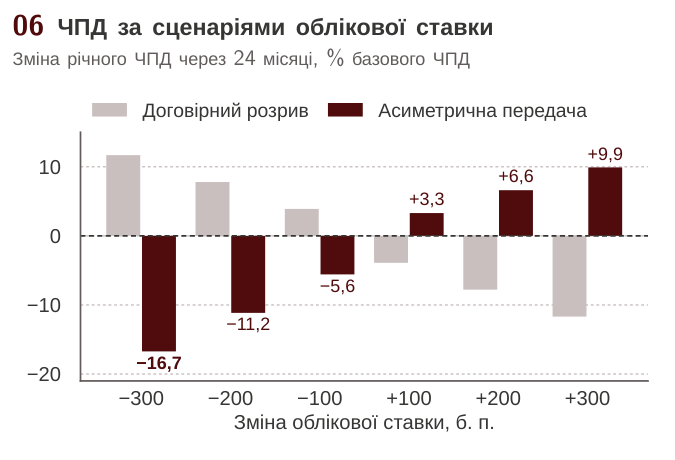 06 ЧПД за сценаріями облікової ставки
Зміна річного ЧПД через 24 місяці, % базового ЧПД
Договірний розрив Асиметрична передача
+9,9
10
+6,6
+3,3
0
−5,6
−10
−11,2
−16,7
−20
−300 −200 −100 +100 +200 +300
Зміна облікової ставки, б. п.